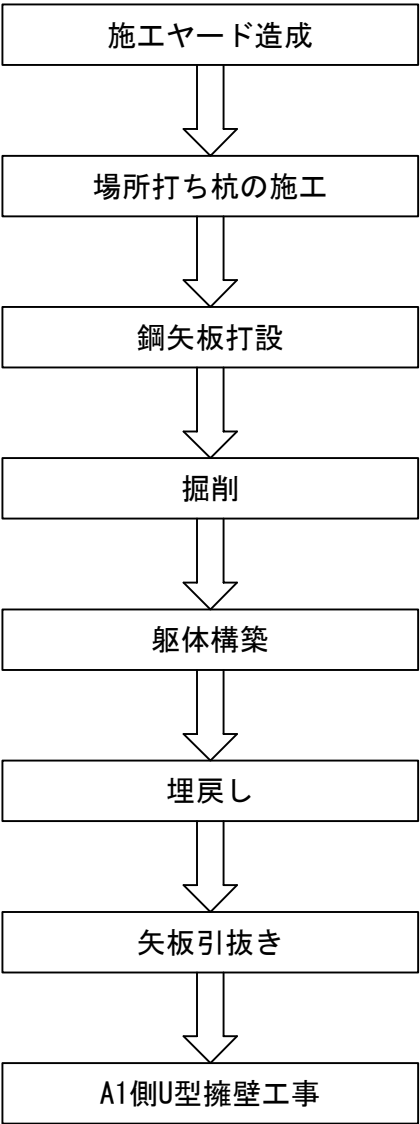 施工ヤード造成
場所打ち杭の施工
鋼矢板打設
掘削
躯体構築
埋戻し
矢板引抜き
A1側U型擁壁工事